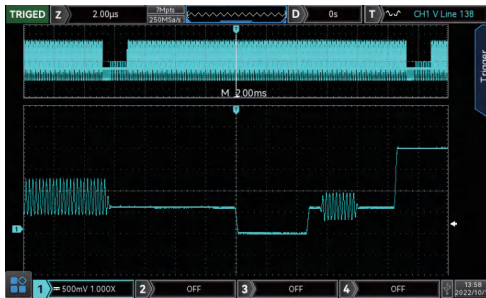 TRIGED Z 2.00µs 7Mpts 250MSa/s D 0s T CH1 V Line 138
Trigger
M 2.00ms
1
1 500mV 1.000X 2 OFF 3 OFF 4 OFF 13:58
2022/10/